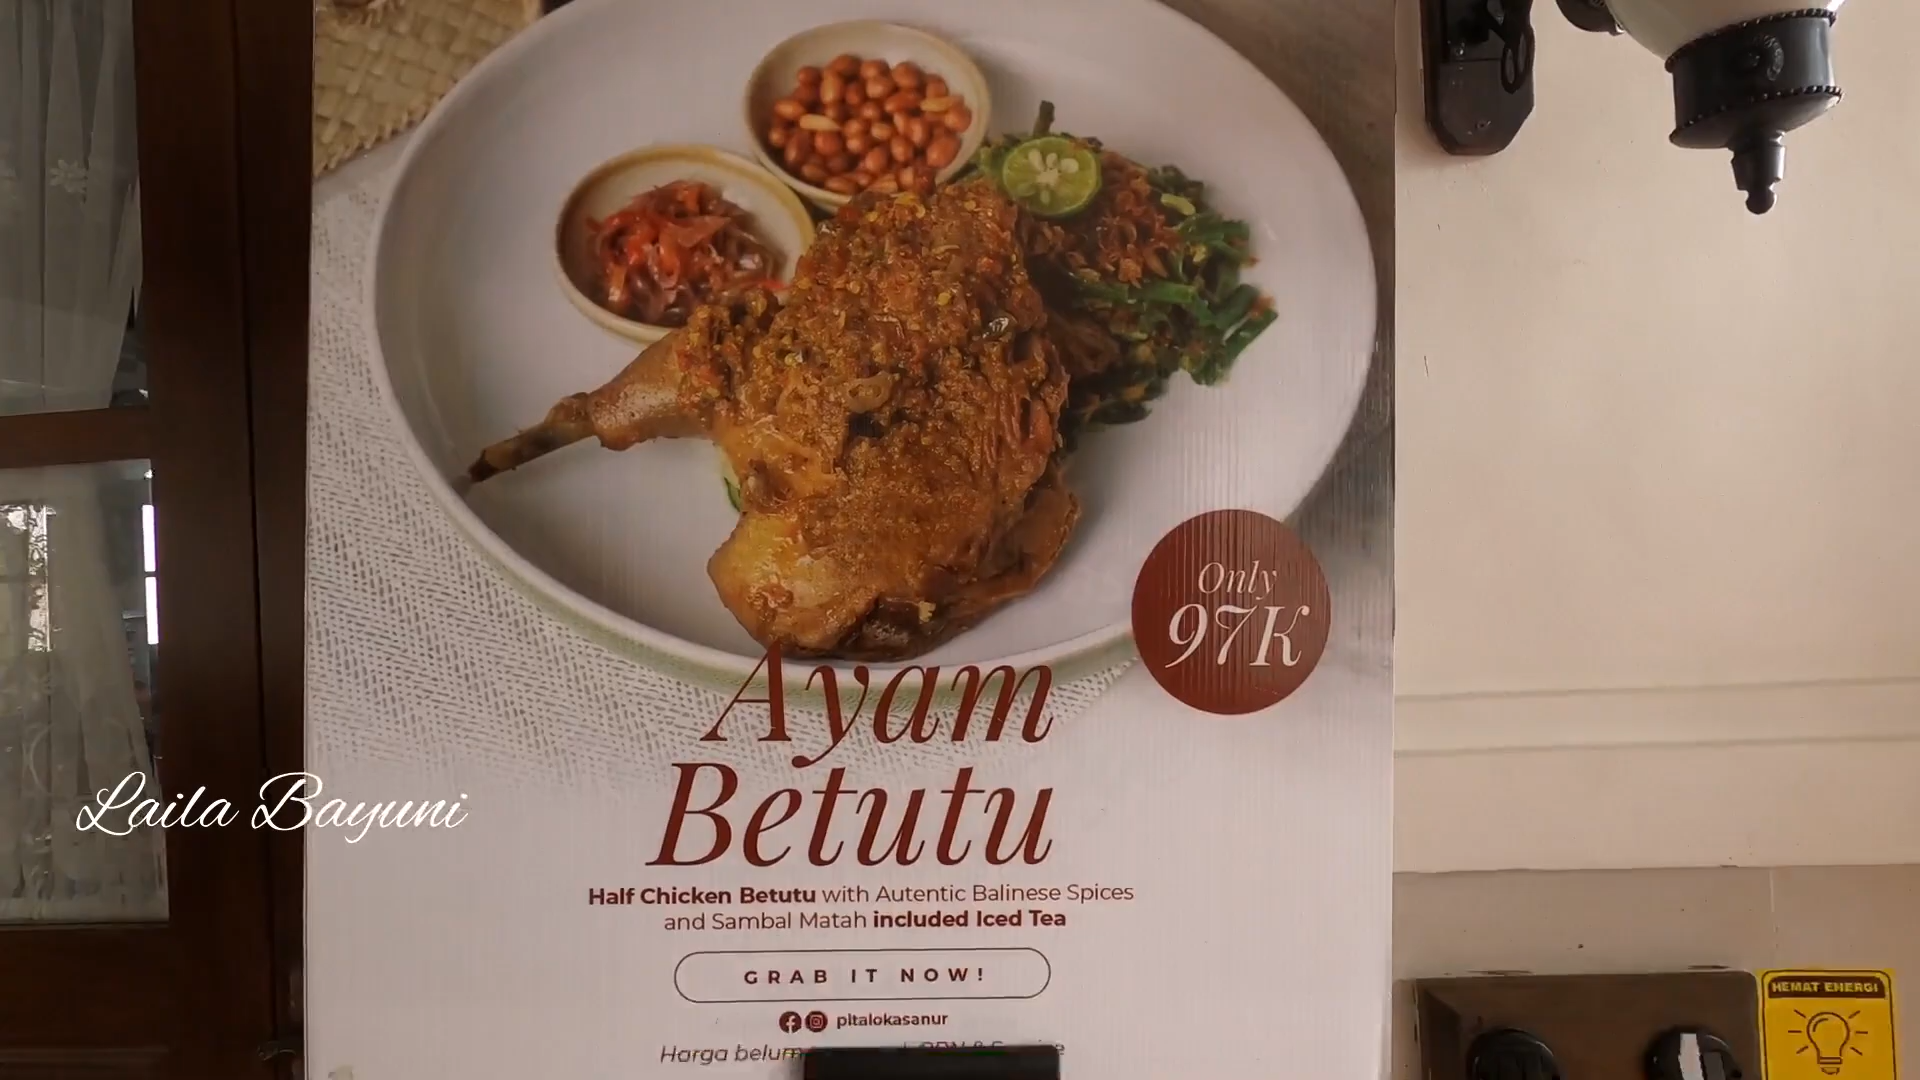 Only
97K
Ayam
Betutu
Laila Bayuni
Half Chicken Betutu with Autentic Balinese Spices
and Sambal Matah included Iced Tea
GRAB IT NOW!
pitalokasanur
Harga belum
HEMAT ENERGI